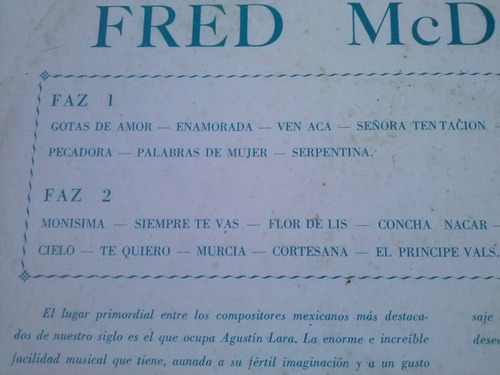 FRED McD
FAZ 1
GOTAS DE AMOR — ENAMORADA — VEN ACA — SEÑORA TENTACION —
PECADORA — PALABRAS DE MUJER — SERPENTINA.
FAZ 2
MONISIMA — SIEMPRE TE VAS — FLOR DE LIS — CONCHA NACAR —
CIELO — TE QUIERO — MURCIA — CORTESANA — EL PRINCIPE VALS.
El lugar primordial entre los compositores mexicanos más destaca-
dos de nuestro siglo es el que ocupa Agustín Lara. La enorme e increíble
facilidad musical que tiene, aunada a su fértil imaginación y a un gusto
saje
desec